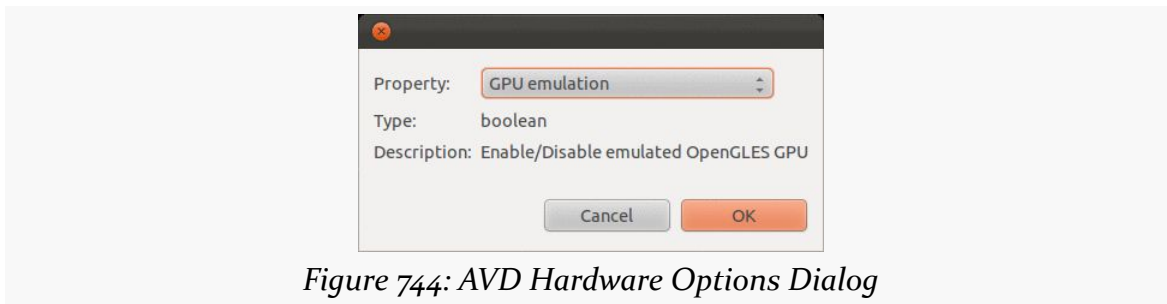 Property: GPU emulation
Type: boolean
Description: Enable/Disable emulated OpenGLES GPU
Cancel OK
Figure 744: AVD Hardware Options Dialog